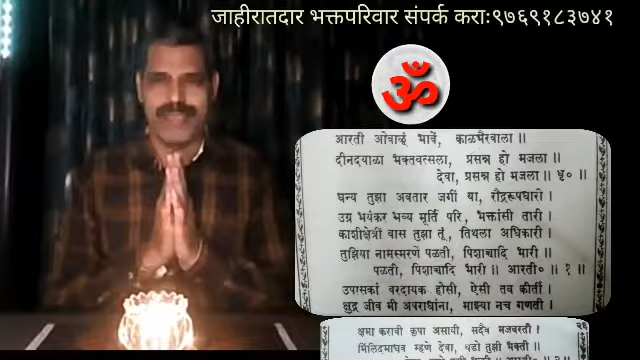 जाहीरातदार भक्तपरिवार संपर्क कराः९७६९१८३७४१
ॐ
आरती ओवाळूं भावें, काळभैरवाला ॥
दीनदयाळा भक्तवत्सला, प्रसन्न हो मजला ॥
देवा, प्रसन्न हो मजला ॥ धृ० ॥
धन्य तुझा अवतार जगीं या, रौद्ररूपधारी ।
उग्र भयंकर भव्य मूर्ति परि, भक्तांसी तारी ।
काशीक्षेत्री वास तुझा तूं, तिथला अधिकारी ।
तुझिया नामस्मरणे पळती, पिशाच्चादि भारी ॥
पळती, पिशाच्चादि भारी ॥ आरती० ॥ १ ॥
उपासकां वरदायक होसी, ऐसी तव कीर्ती ।
क्षुद्र जीव मी अपराधांना, माझ्या नच गणती ।
क्षमा करावी कृपा असावी, सदैव मजवरती ।
मिलिंदमाधव म्हणे देवा, घडो तुझी भक्ती ॥